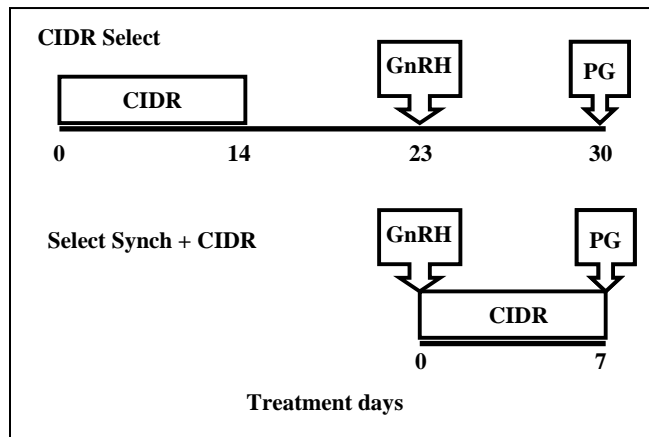 CIDR Select
GnRH
PG
CIDR
0 14 23 30
Select Synch + CIDR
GnRH
PG
CIDR
0 7
Treatment days